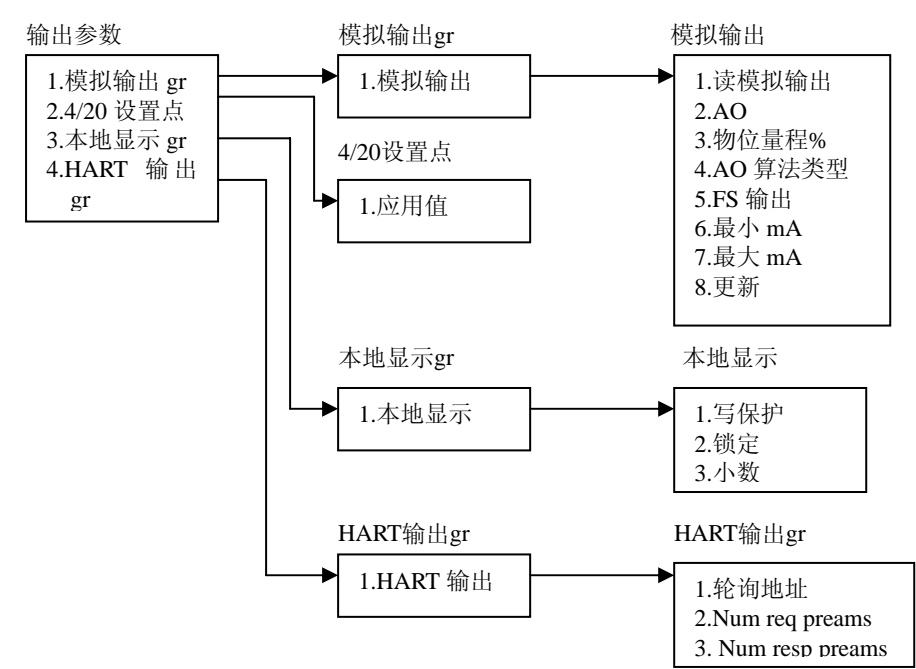 输出参数
1.模拟输出 gr
2.4/20 设置点
3.本地显示 gr
4.HART 输出
gr
模拟输出gr
1.模拟输出
模拟输出
1.读模拟输出
2.AO
3.物位量程%
4.AO 算法类型
5.FS 输出
6.最小 mA
7.最大 mA
8.更新
4/20设置点
1.应用值
本地显示gr
1.本地显示
本地显示
1.写保护
2.锁定
3.小数
HART输出gr
1.HART 输出
HART输出gr
1.轮询地址
2.Num req preams
3. Num resp preams